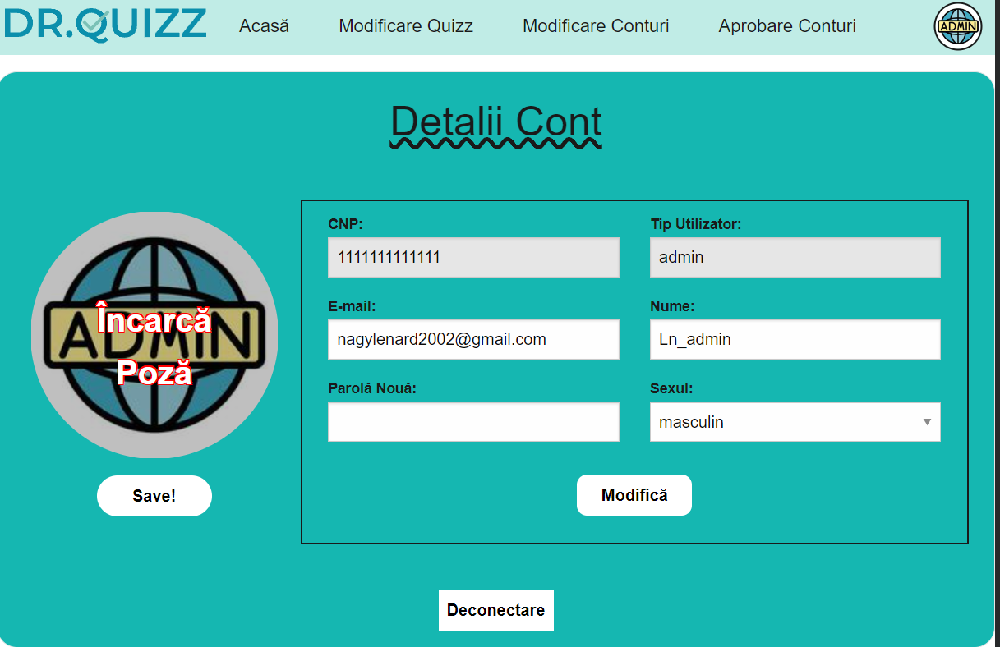 DR.QUIZZ Acasă Modificare Quizz Modificare Conturi Aprobare Conturi ADMIN
Detalii Cont
ADMIN
Încarcă
Poză
Save!
CNP: Tip Utilizator:
1111111111111 admin
E-mail: Nume:
nagylenard2002@gmail.com Ln_admin
Parolă Nouă: Sexul:
masculin
Modifică
Deconectare